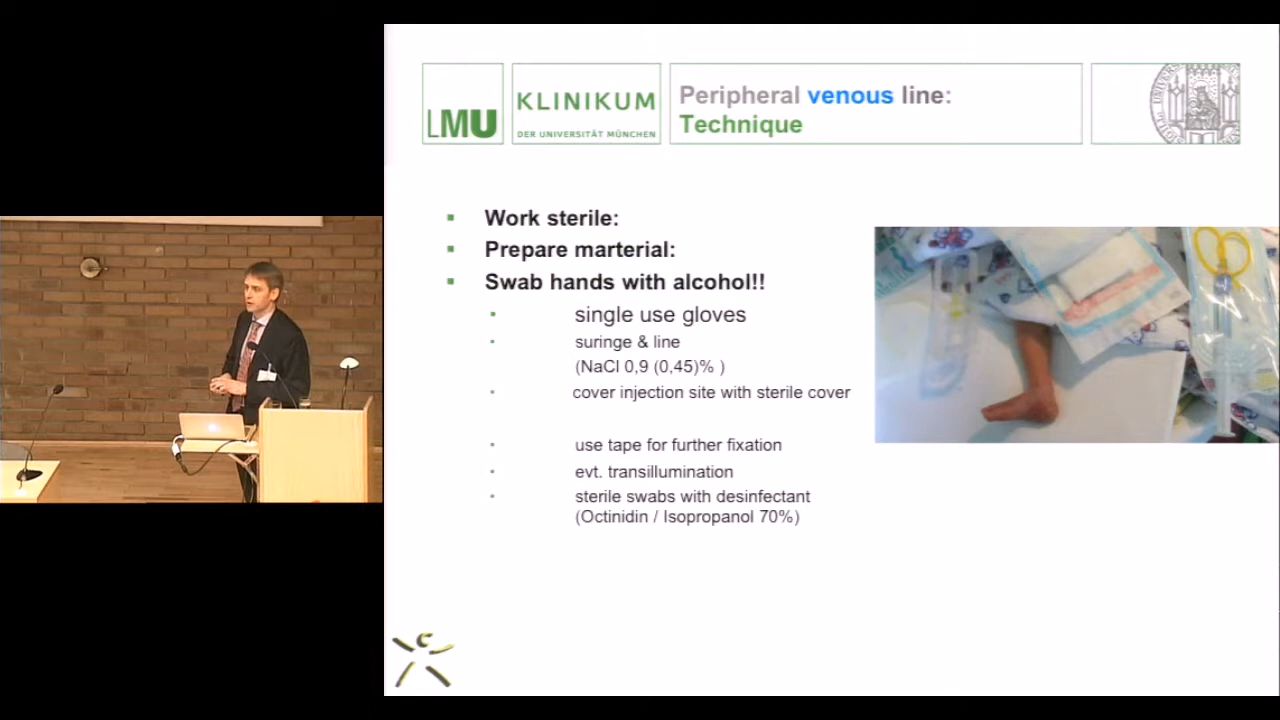 LMU
KLINIKUM
DER UNIVERSITÄT MÜNCHEN
Peripheral venous line:
Technique
Work sterile:
Prepare marterial:
Swab hands with alcohol!!
single use gloves
suringe & line
(NaCl 0,9 (0,45)% )
cover injection site with sterile cover
use tape for further fixation
evt. transillumination
sterile swabs with desinfectant
(Octinidin / Isopropanol 70%)